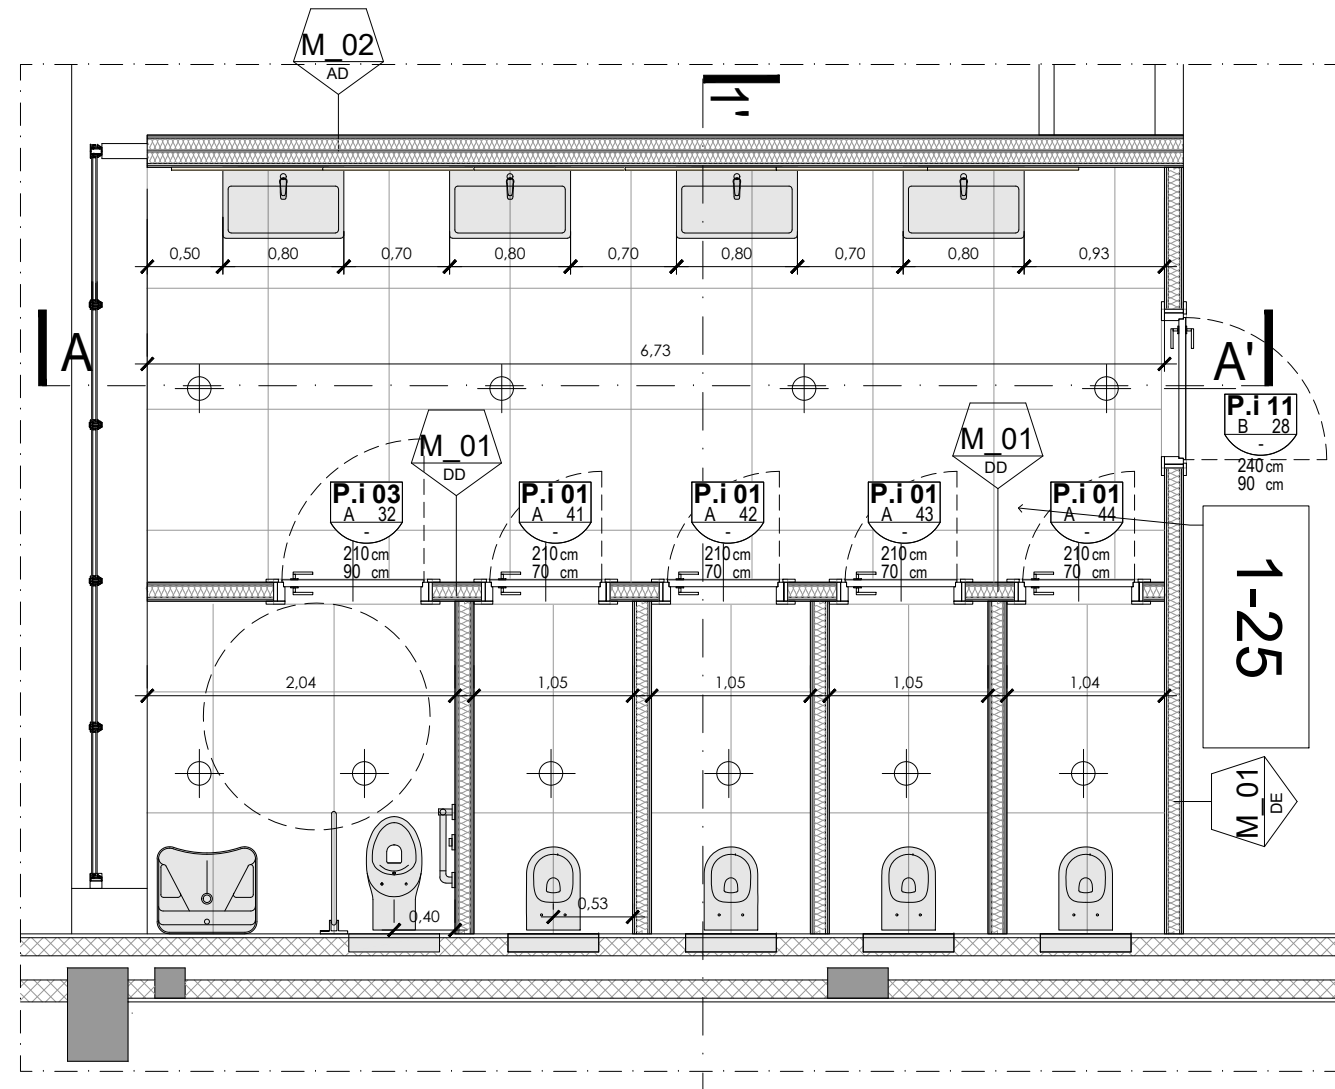 M_02
AD
1'
0,50 0,80 0,70 0,80 0,70 0,80 0,70 0,80 0,93
A
6,73
A'
P.i 11
B 28
-
240 cm
90 cm
M_01
DD
M_01
DD
P.i 03
A 32
-
210 cm
90 cm
P.i 01
A 41
-
210 cm
70 cm
P.i 01
A 42
-
210 cm
70 cm
P.i 01
A 43
-
210 cm
70 cm
P.i 01
A 44
-
210 cm
70 cm
1-25
2,04 1,05 1,05 1,05 1,04
M_01
DE
0,40
0,53